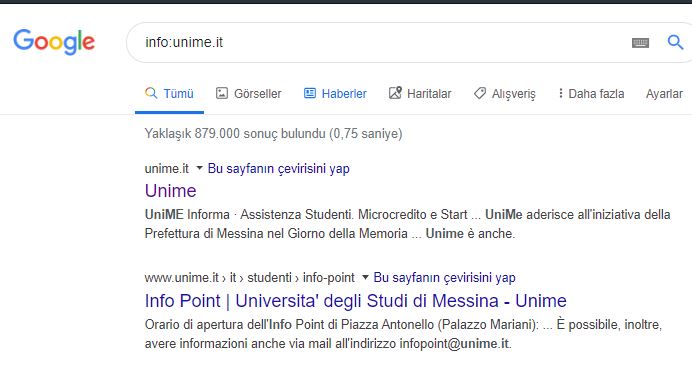 Google
info:unime.it
Tümü Görseller Haberler Haritalar Alışveriş Daha fazla Ayarlar
Yaklaşık 879.000 sonuç bulundu (0,75 saniye)
unime.it Bu sayfanın çevirisini yap
Unime
UniME Informa · Assistenza Studenti. Microcredito e Start ... UniMe aderisce all'iniziativa della
Prefettura di Messina nel Giorno della Memoria ... Unime è anche.
www.unime.it › it › studenti › info-point Bu sayfanın çevirisini yap
Info Point | Universita' degli Studi di Messina - Unime
Orario di apertura dell'Info Point di Piazza Antonello (Palazzo Mariani): ... È possibile, inoltre,
avere informazioni anche via mail all'indirizzo infopoint@unime.it.